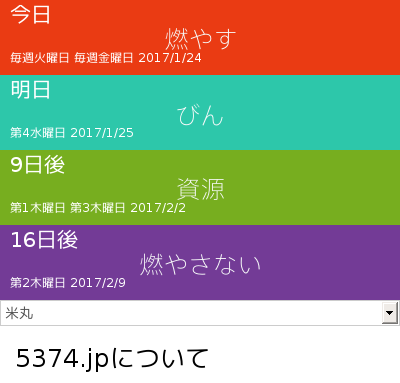 今日
燃やす
毎週火曜日 毎週金曜日 2017/1/24
明日
びん
第4水曜日 2017/1/25
9日後
資源
第1木曜日 第3木曜日 2017/2/2
16日後
燃やさない
第2木曜日 2017/2/9
米丸
5374.jpについて